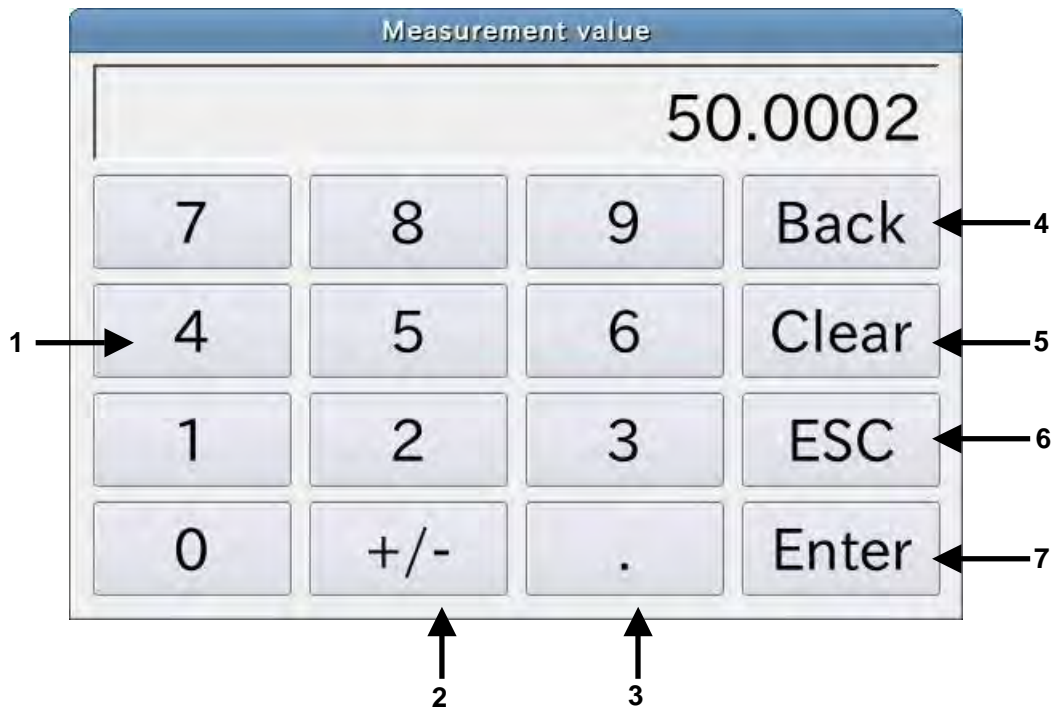 Measurement value
50.0002
7 8 9 Back 4
1 4 5 6 Clear 5
1 2 3 ESC 6
0 +/- . Enter 7
2 3